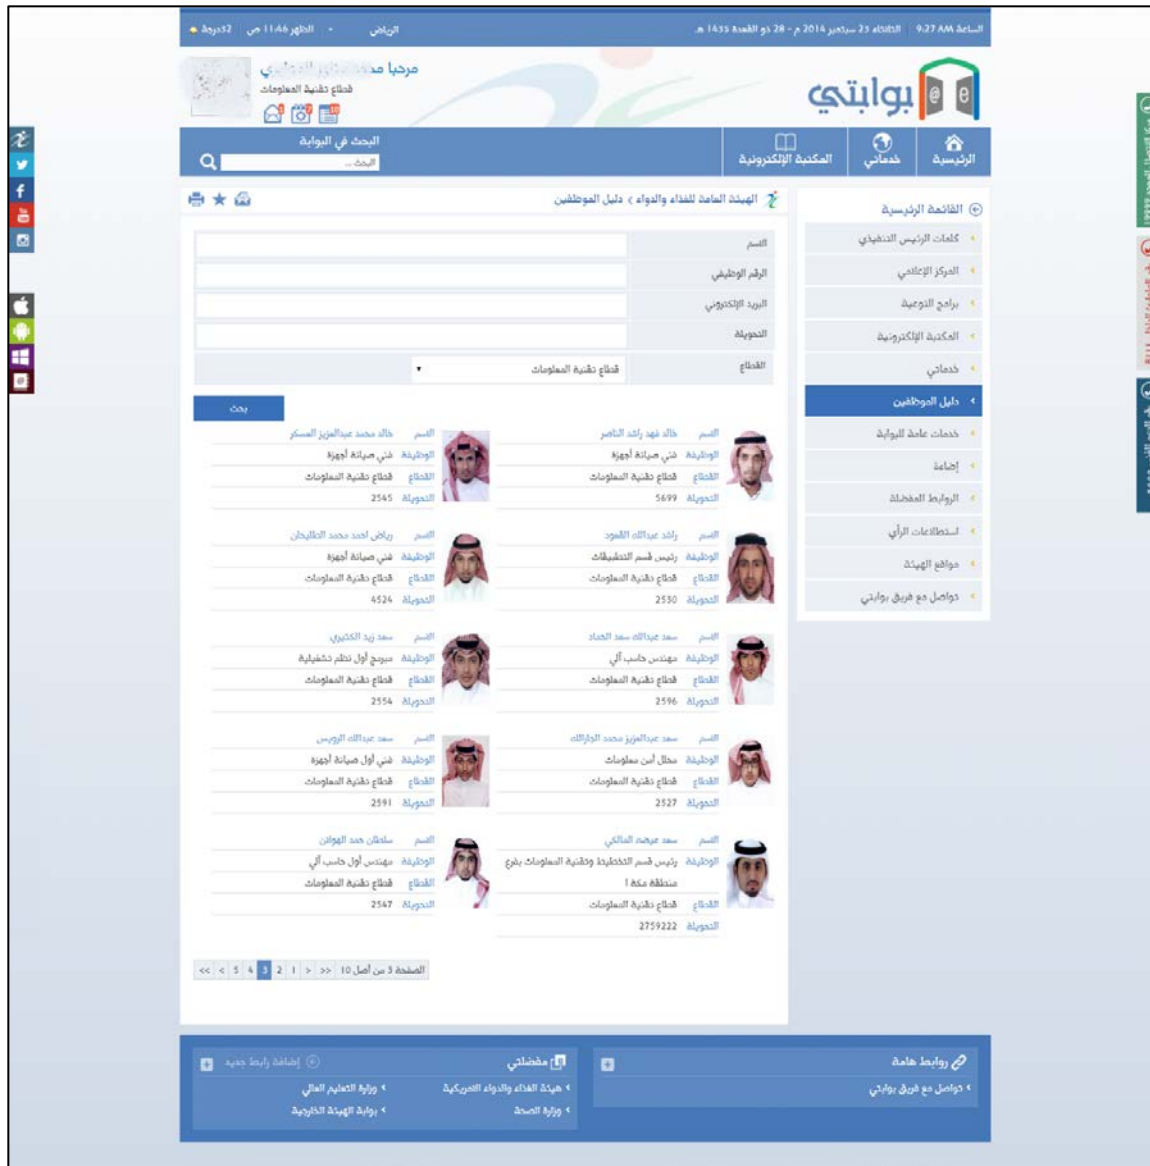 الساعة 9:27 AM الثلاثاء 23 سبتمبر 2014 م - 28 ذو القعدة 1435 هـ.
الرياض - الظهر 11:46 ص 32درجة
بوابتي
مرحبا
قطاع تقنية المعلومات
الرئيسية
خدماتي
المكتبة الإلكترونية
البحث في البوابة
البحث ...
القائمة الرئيسية
كلمات الرئيس التنفيذي
المركز الإعلامي
برامج التوعية
المكتبة الإلكترونية
خدماتي
دليل الموظفين
خدمات عامة للبوابة
إضاءة
الروابط المفضلة
استطلاعات الرأي
مواقع الهيئة
تواصل مع فريق بوابتي
الهيئة العامة للغذاء والدواء > دليل الموظفين
الاسم
الرقم الوظيفي
البريد الإلكتروني
التحويلة
القطاع قطاع تقنية المعلومات
بحث
الاسم خالد فهد راشد الناصر
الوظيفة فني صيانة أجهزة
القطاع قطاع تقنية المعلومات
التحويلة 5699
الاسم خالد محمد عبدالعزيز العسكر
الوظيفة فني صيانة أجهزة
القطاع قطاع تقنية المعلومات
التحويلة 2545
الاسم راشد عبدالله القعود
الوظيفة رئيس قسم التطبيقات
القطاع قطاع تقنية المعلومات
التحويلة 2530
الاسم رياض احمد محمد الطليحان
الوظيفة فني صيانة أجهزة
القطاع قطاع تقنية المعلومات
التحويلة 4524
الاسم سعد عبدالله سعد الحماد
الوظيفة مهندس حاسب آلي
القطاع قطاع تقنية المعلومات
التحويلة 2596
الاسم سعد زيد الكثيري
الوظيفة مبرمج أول نظم تشغيلية
القطاع قطاع تقنية المعلومات
التحويلة 2554
الاسم سعد عبدالعزيز محمد الجارالله
الوظيفة محلل أمن معلومات
القطاع قطاع تقنية المعلومات
التحويلة 2527
الاسم سعد عبدالله الرويس
الوظيفة فني أول صيانة أجهزة
القطاع قطاع تقنية المعلومات
التحويلة 2591
الاسم سعد عيضه المالكي
الوظيفة رئيس قسم التخطيط وتقنية المعلومات بفرع
منطقة مكة ا
القطاع قطاع تقنية المعلومات
التحويلة 2759222
الاسم سلطان حمد الهوائن
الوظيفة مهندس أول حاسب آلي
القطاع قطاع تقنية المعلومات
التحويلة 2547
الصفحة 3 من أصل 10 << < 1 2 3 4 5 > >>
روابط هامة
تواصل مع فريق بوابتي
مفضلتي
إضافة رابط جديد
هيئة الغذاء والدواء الامريكية
وزارة التعليم العالي
وزارة الصحة
بوابة الهيئة الخارجية